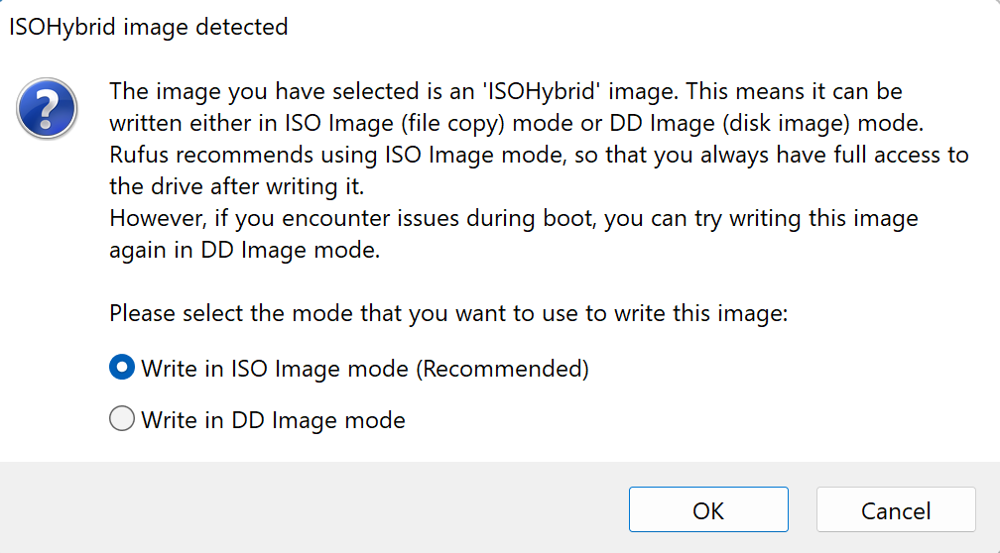 ISOHybrid image detected
The image you have selected is an 'ISOHybrid' image. This means it can be
written either in ISO Image (file copy) mode or DD Image (disk image) mode.
Rufus recommends using ISO Image mode, so that you always have full access to
the drive after writing it.
However, if you encounter issues during boot, you can try writing this image
again in DD Image mode.
Please select the mode that you want to use to write this image:
Write in ISO Image mode (Recommended)
Write in DD Image mode
OK
Cancel